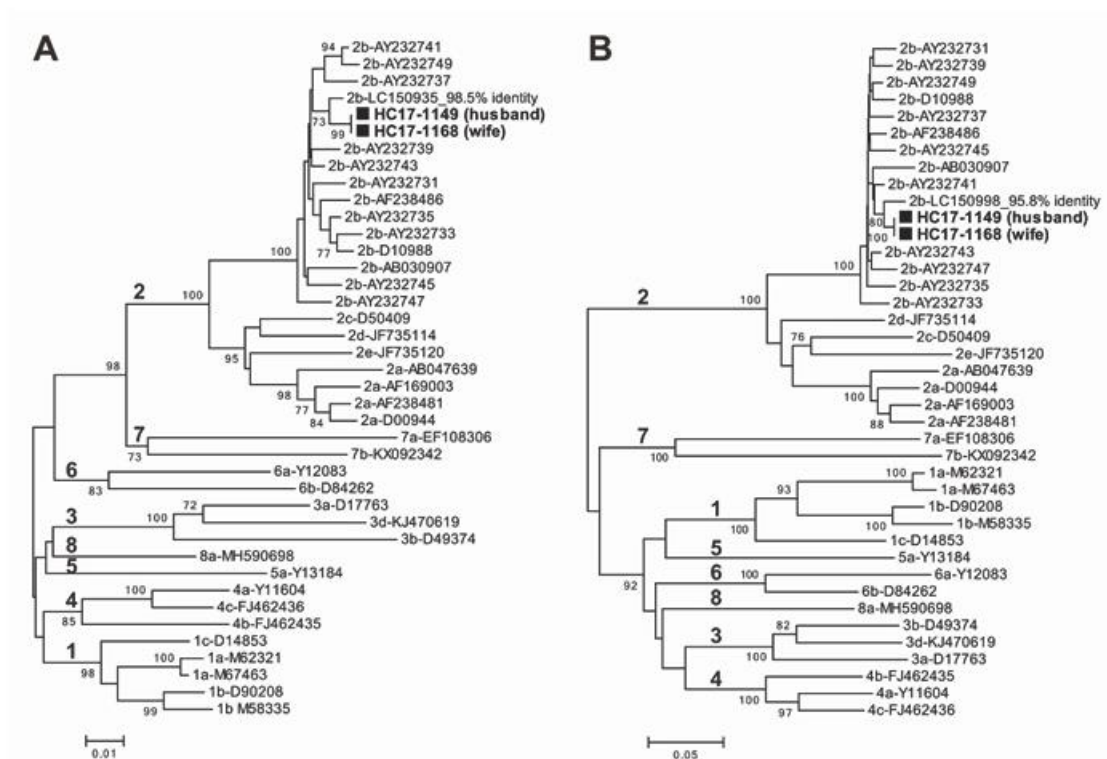 A
94
2b-AY232741
2b-AY232749
2b-AY232737
2b-LC150935_98.5% identity
73
HC17-1149 (husband)
99
HC17-1168 (wife)
2b-AY232739
2b-AY232743
2b-AY232731
2b-AF238486
2b-AY232735
2b-AY232733
77
2b-D10988
100
2b-AB030907
2b-AY232745
2 100
2b-AY232747
2c-D50409
2d-JF735114
95
2e-JF735120
98
2a-AB047639
98
2a-AF169003
77
2a-AF238481
84
2a-D00944
7
7a-EF108306
73
7b-KX092342
6
6a-Y12083
83
6b-D84262
72
3a-D17763
3
100
3d-KJ470619
3b-D49374
8
8a-MH590698
5
5a-Y13184
100
4a-Y11604
4
4c-FJ462436
85
4b-FJ462435
1c-D14853
1
100
1a-M62321
98
1a-M67463
1b-D90208
99
1b M58335
0.01
B
2b-AY232731
2b-AY232739
2b-AY232749
2b-D10988
2b-AY232737
2b-AF238486
2b-AY232745
2b-AB030907
2b-AY232741
2b-LC150998_95.8% identity
80
HC17-1149 (husband)
100
HC17-1168 (wife)
2b-AY232743
100
2b-AY232747
2b-AY232735
2 100
2b-AY232733
2d-JF735114
76
2c-D50409
2e-JF735120
2a-AB047639
100
2a-D00944
2a-AF169003
88
2a-AF238481
7
7a-EF108306
100
7b-KX092342
100
1a-M62321
93
1a-M67463
1
1b-D90208
100
100
1b-M58335
1c-D14853
5
5a-Y13184
92
6
100
6a-Y12083
6b-D84262
8
8a-MH590698
82
3b-D49374
3
3d-KJ470619
100
3a-D17763
4
4b-FJ462435
100
4a-Y11604
97
4c-FJ462436
0.05